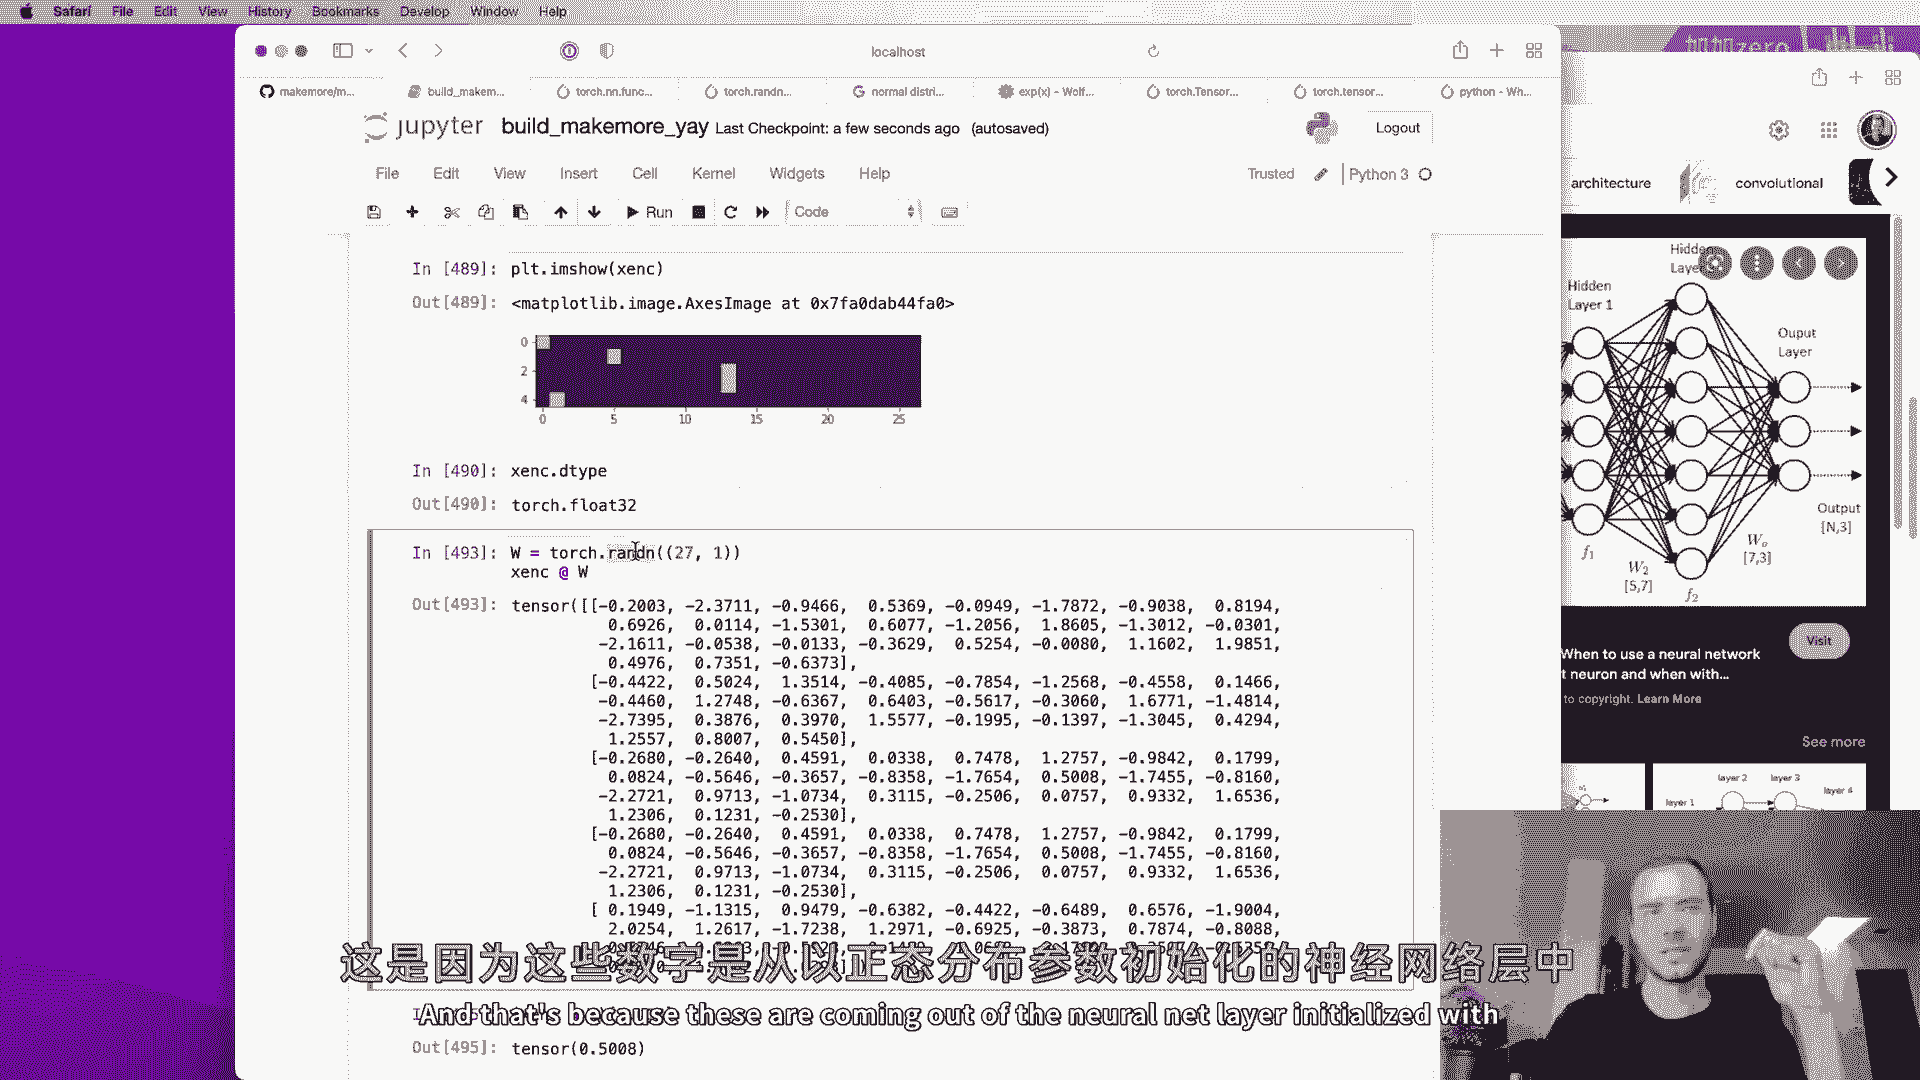 Safari File Edit View History Bookmarks Develop Window Help
localhost
makemore/m... build_makem... torch.nn.func... torch.randn... normal distri... exp(x) – Wolf... torch.Tensor... torch.tensor... python - Wh...
jupyter build_makemore_yay Last Checkpoint: a few seconds ago (autosaved)
Logout
File Edit View Insert Cell Kernel Widgets Help
Trusted Python 3
Run Code
In [489]: plt.imshow(xenc)
Out[489]: <matplotlib.image.AxesImage at 0x7fa0dab44fa0>
0
2
4
0 5 10 15 20 25
In [490]: xenc.dtype
Out[490]: torch.float32
In [493]: W = torch.randn((27, 1))
xenc @ W
Out[493]: tensor([[-0.2003, -2.3711, -0.9466, 0.5369, -0.0949, -1.7872, -0.9038, 0.8194,
0.6926, 0.0114, -1.5301, 0.6077, -1.2056, 1.8605, -1.3012, -0.0301,
-2.1611, -0.0538, -0.0133, -0.3629, 0.5254, -0.0080, 1.1602, 1.9851,
0.4976, 0.7351, -0.6373],
[-0.4422, 0.5024, 1.3514, -0.4085, -0.7854, -1.2568, -0.4558, 0.1466,
-0.4460, 1.2748, -0.6367, 0.6403, -0.5617, -0.3060, 1.6771, -1.4814,
-2.7395, 0.3876, 0.3970, 1.5577, -0.1995, -0.1397, -1.3045, 0.4294,
1.2557, 0.8007, 0.5450],
[-0.2680, -0.2640, 0.4591, 0.0338, 0.7478, 1.2757, -0.9842, 0.1799,
0.0824, -0.5646, -0.3657, -0.8358, -1.7654, 0.5008, -1.7455, -0.8160,
-2.2721, 0.9713, -1.0734, 0.3115, -0.2506, 0.0757, 0.9332, 1.6536,
1.2306, 0.1231, -0.2530],
[-0.2680, -0.2640, 0.4591, 0.0338, 0.7478, 1.2757, -0.9842, 0.1799,
0.0824, -0.5646, -0.3657, -0.8358, -1.7654, 0.5008, -1.7455, -0.8160,
-2.2721, 0.9713, -1.0734, 0.3115, -0.2506, 0.0757, 0.9332, 1.6536,
1.2306, 0.1231, -0.2530],
[ 0.1949, -1.1315, 0.9479, -0.6382, -0.4422, -0.6489, 0.6576, -1.9004,
2.0254, 1.2617, -1.7238, 1.2971, -0.6925, -0.3873, 0.7874, -0.8088,
这是因为这些数字是从以正态分布参数初始化的神经网络层中
And that's because these are coming out of the neural net layer initialized with
Out[495]: tensor(0.5008)
architecture convolutional
Hidden
Layer 1
Ouput
Layer
Output
[N,3]
f1
W2
[5,7]
f2
Wo
[7,3]
Visit
When to use a neural network
t neuron and when with...
to copyright. Learn More
See more
layer 1 layer 2 layer 3 layer 4